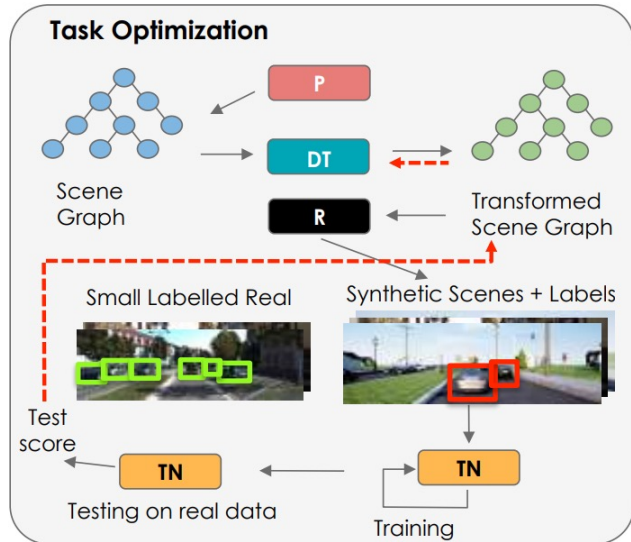 Task Optimization
P
DT
R
Scene
Graph
Transformed
Scene Graph
Small Labelled Real
Synthetic Scenes + Labels
Test
score
TN
TN
Testing on real data
Training